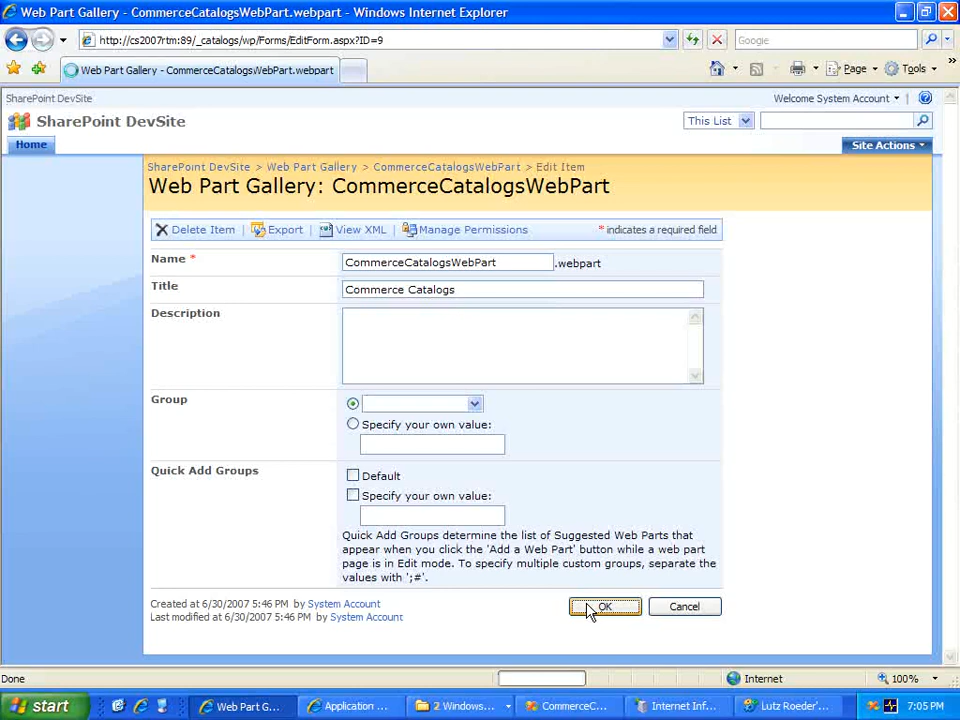 Web Part Gallery - CommerceCatalogsWebPart.webpart - Windows Internet Explorer
http://cs2007rtm:89/_catalogs/wp/Forms/EditForm.aspx?ID=9
Google
Web Part Gallery - CommerceCatalogsWebPart.webpart
Page
Tools
SharePoint DevSite
Welcome System Account
SharePoint DevSite
This List
Home
Site Actions
SharePoint DevSite > Web Part Gallery > CommerceCatalogsWebPart > Edit Item
Web Part Gallery: CommerceCatalogsWebPart
Delete Item | Export | View XML | Manage Permissions
* indicates a required field
Name *
CommerceCatalogsWebPart .webpart
Title
Commerce Catalogs
Description
Group
Specify your own value:
Quick Add Groups
Default
Specify your own value:
Quick Add Groups determine the list of Suggested Web Parts that
appear when you click the 'Add a Web Part' button while a web part
page is in Edit mode. To specify multiple custom groups, separate the
values with ';#'.
Created at 6/30/2007 5:46 PM by System Account
Last modified at 6/30/2007 5:46 PM by System Account
OK
Cancel
Done
Internet
100%
start
Web Part G...
Application ...
2 Windows...
CommerceC...
Internet Inf...
Lutz Roeder'...
7:05 PM